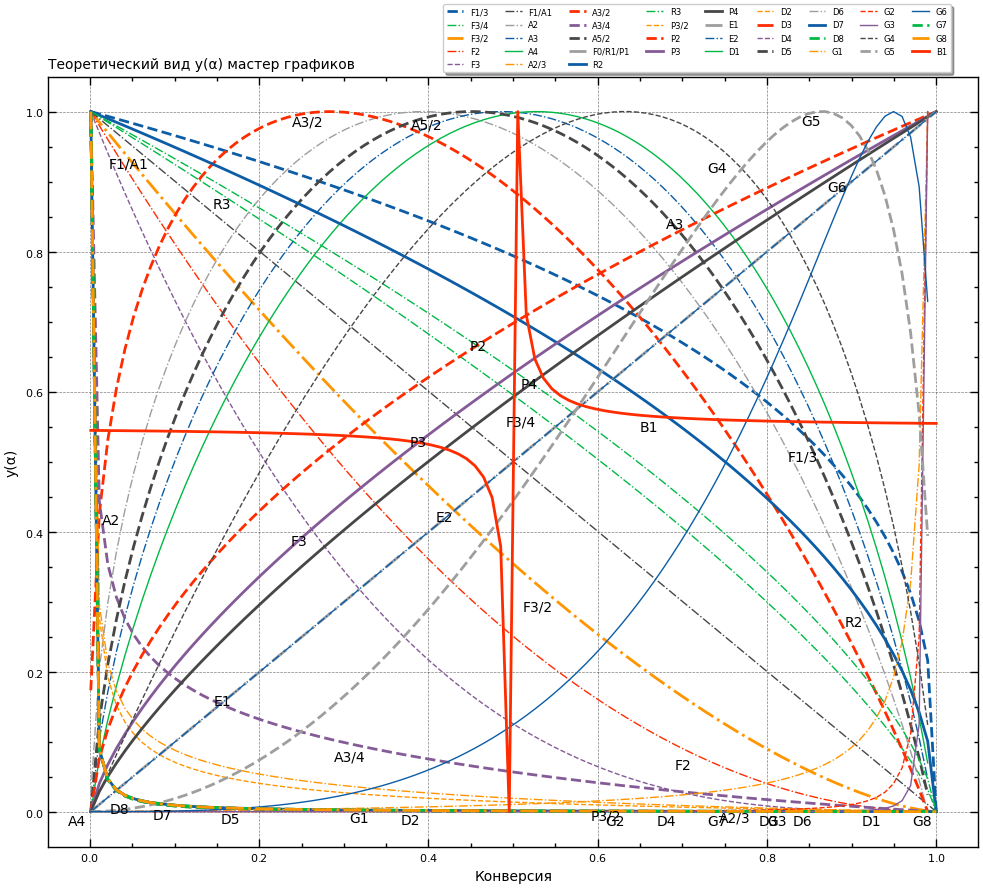 F1/3 F1/A1 A3/2 R3 P4 D2 D6 G2 G6
F3/4 A2 A3/4 P3/2 E1 D3 D7 G3 G7
F3/2 A3 A5/2 P2 E2 D4 D8 G4 G8
F2 A4 F0/R1/P1 P3 D1 D5 G1 G5 B1
F3 A2/3 R2
Теоретический вид y(α) мастер графиков
1.0
0.8
0.6
0.4
0.2
0.0
y(α)
A3/2
A5/2
G5
F1/A1
G4
G6
R3
A3
P2
P4
F3/4
B1
P3
F1/3
A2
E2
F3
F3/2
R2
E1
A3/4
F2
D8
D7
A4
D5
G1
D2
P3/2
G2
D4
G7
A2/3
D3
G3
D6
D1
G8
0.0 0.2 0.4 0.6 0.8 1.0
Конверсия